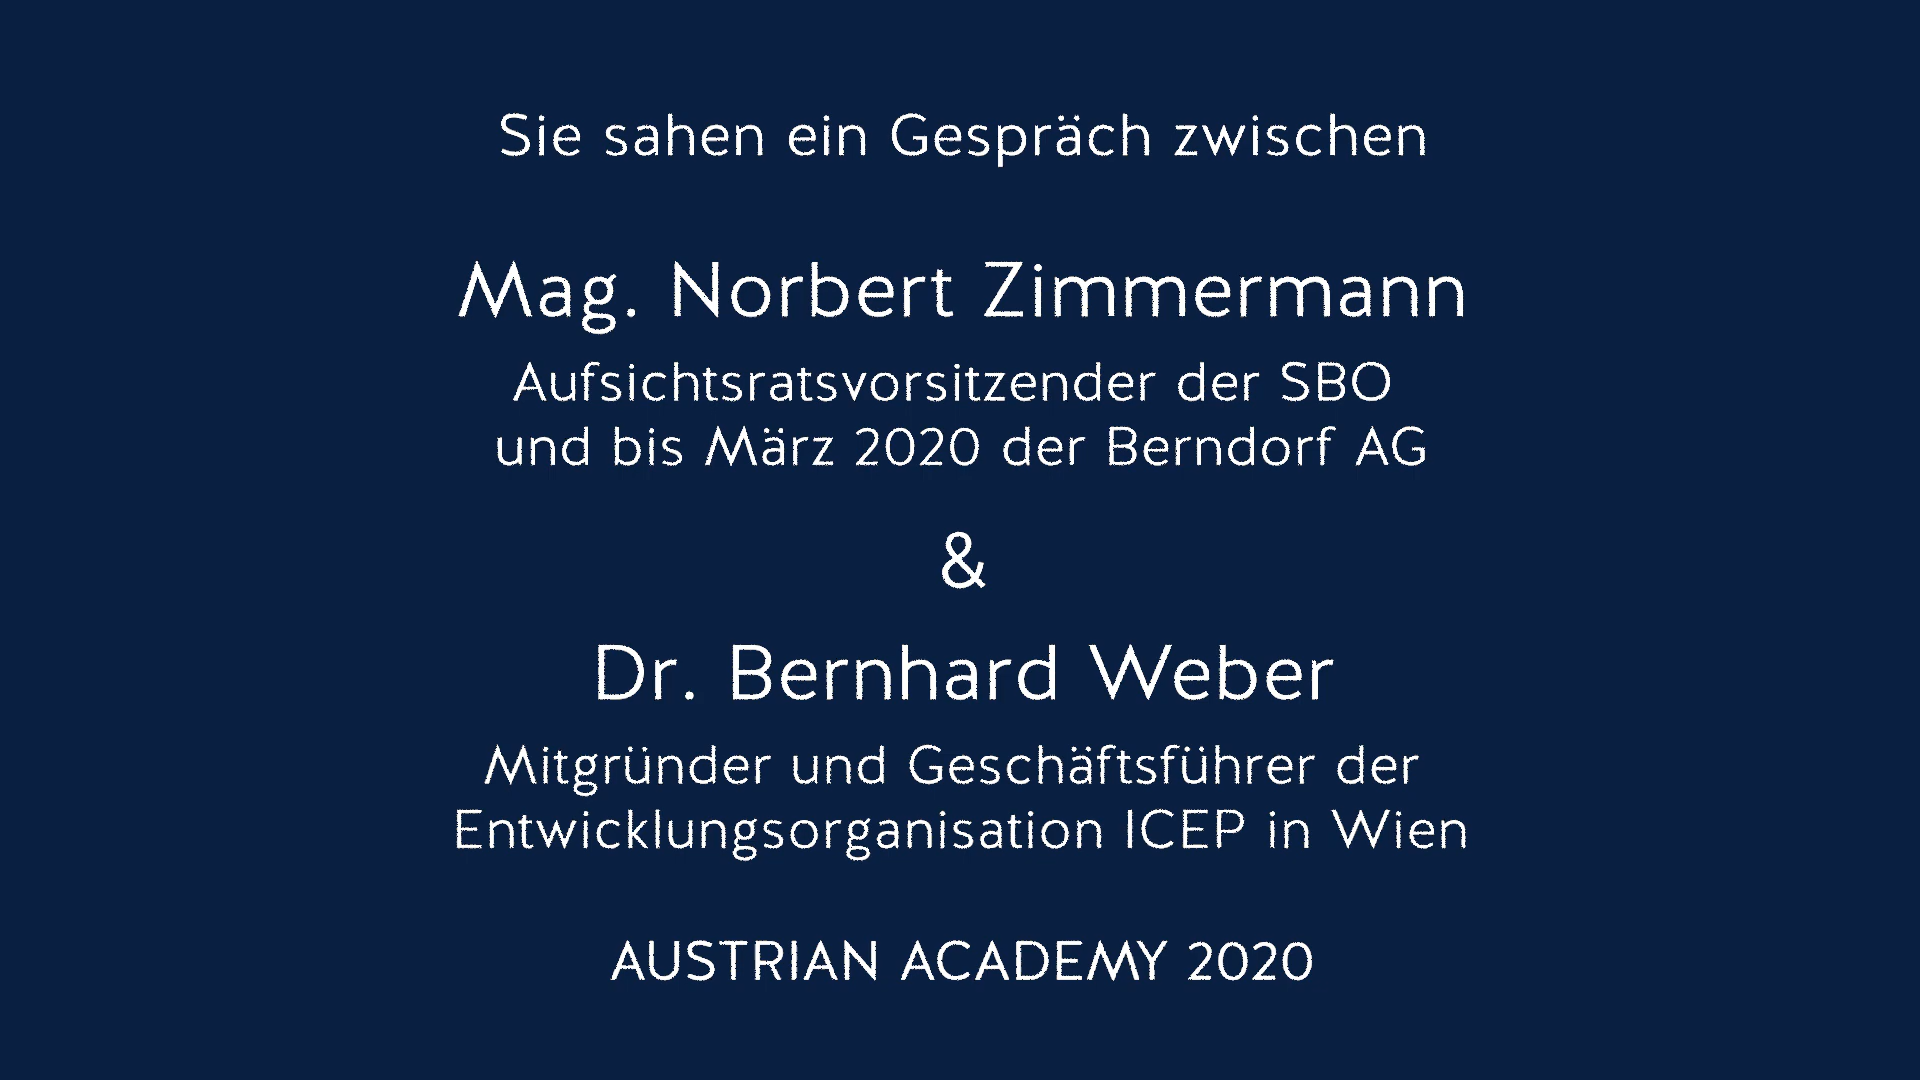 Sie sahen ein Gespräch zwischen
Mag. Norbert Zimmermann
Aufsichtsratsvorsitzender der SBO
und bis März 2020 der Berndorf AG
&
Dr. Bernhard Weber
Mitgründer und Geschäftsführer der
Entwicklungsorganisation ICEP in Wien
AUSTRIAN ACADEMY 2020